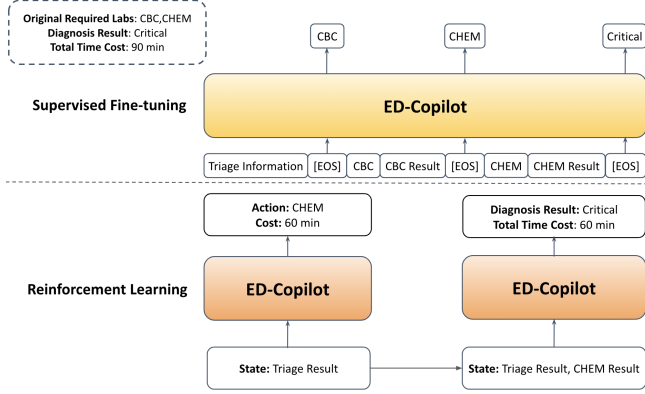 Original Required Labs: CBC,CHEM
Diagnosis Result: Critical
Total Time Cost: 90 min
CBC
CHEM
Critical
Supervised Fine-tuning
ED-Copilot
Triage Information
[EOS]
CBC
CBC Result
[EOS]
CHEM
CHEM Result
[EOS]
Action: CHEM
Cost: 60 min
Diagnosis Result: Critical
Total Time Cost: 60 min
Reinforcement Learning
ED-Copilot
ED-Copilot
State: Triage Result
State: Triage Result, CHEM Result